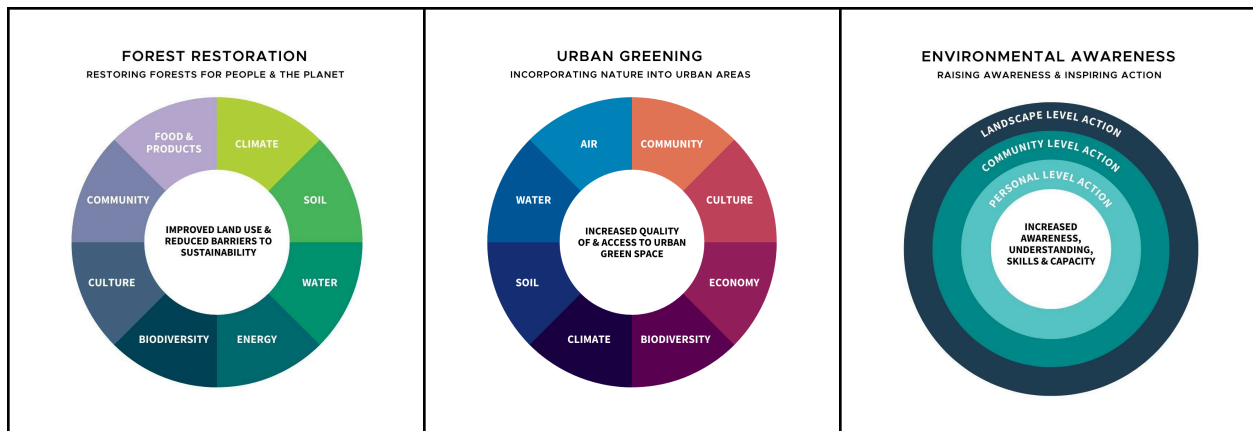 FOREST RESTORATION
RESTORING FORESTS FOR PEOPLE & THE PLANET
FOOD &
PRODUCTS
CLIMATE
COMMUNITY
SOIL
IMPROVED LAND USE &
REDUCED BARRIERS TO
SUSTAINABILITY
CULTURE
WATER
BIODIVERSITY
ENERGY
URBAN GREENING
INCORPORATING NATURE INTO URBAN AREAS
AIR
COMMUNITY
WATER
CULTURE
INCREASED QUALITY
OF & ACCESS TO URBAN
GREEN SPACE
SOIL
ECONOMY
CLIMATE
BIODIVERSITY
ENVIRONMENTAL AWARENESS
RAISING AWARENESS & INSPIRING ACTION
LANDSCAPE LEVEL ACTION
COMMUNITY LEVEL ACTION
PERSONAL LEVEL ACTION
INCREASED
AWARENESS,
UNDERSTANDING,
SKILLS & CAPACITY